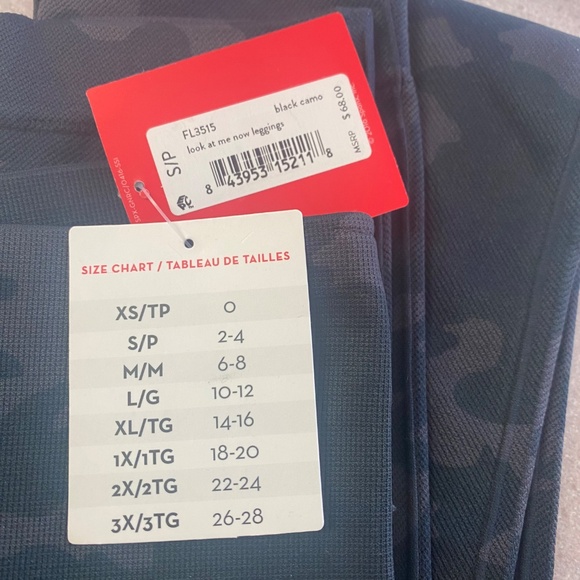 S/P
FL3515
black camo
look at me now leggings
8 43953 15211 8
MSRP $ 68.00
SIZE CHART / TABLEAU DE TAILLES
XS/TP 0
S/P 2-4
M/M 6-8
L/G 10-12
XL/TG 14-16
1X/1TG 18-20
2X/2TG 22-24
3X/3TG 26-28